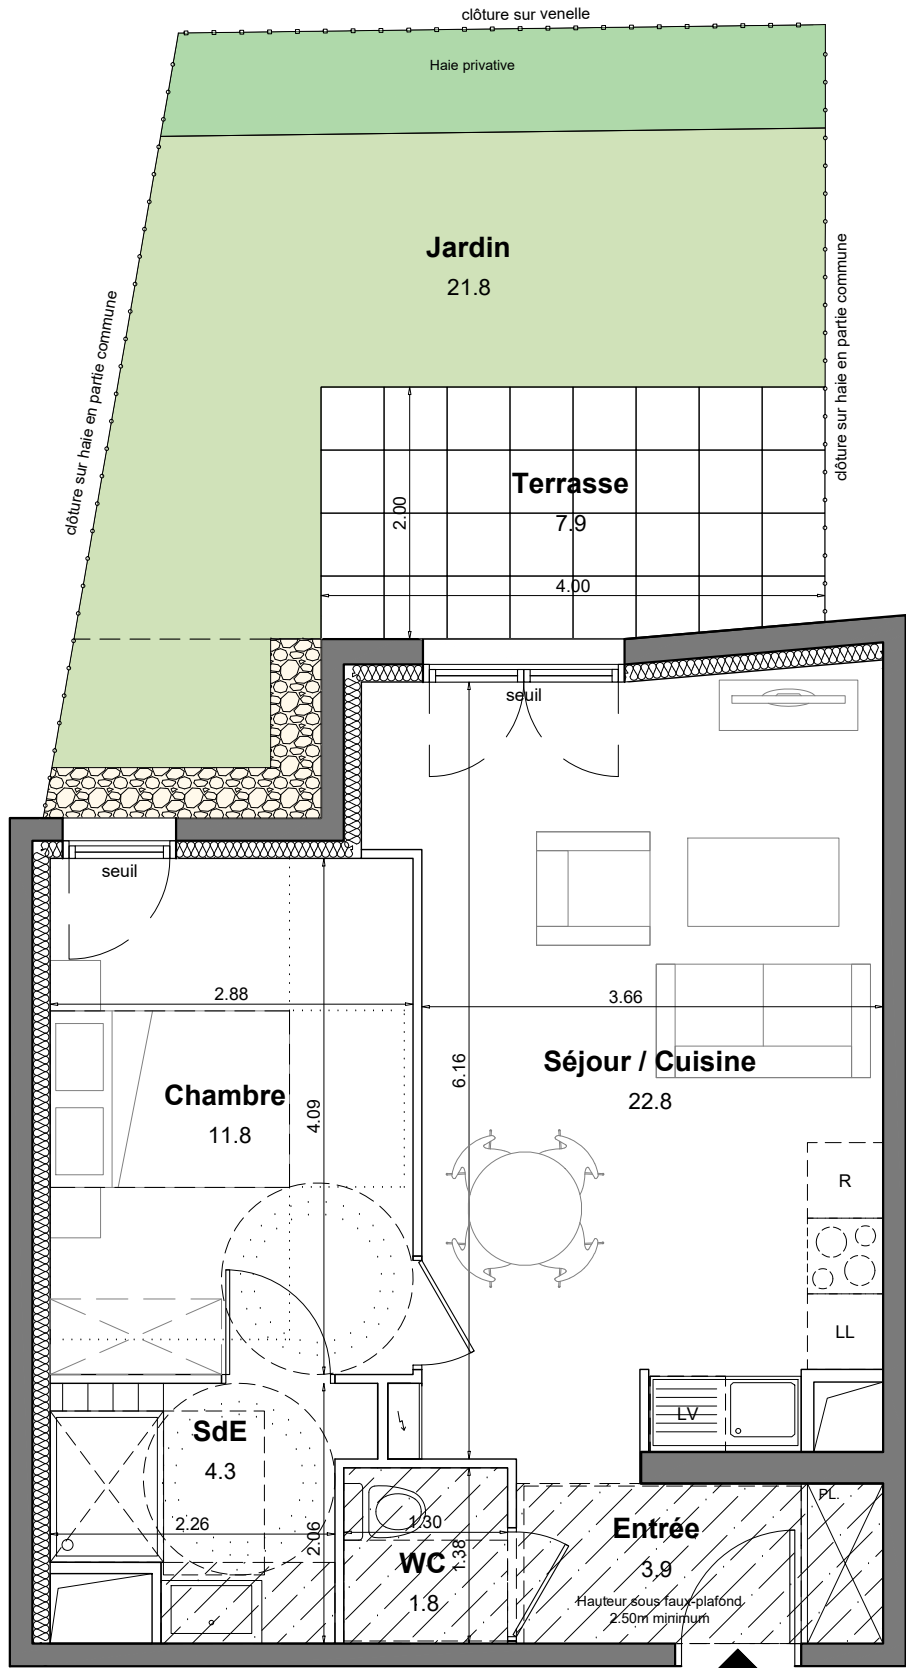 clôture sur venelle
Haie privative
Jardin
21.8
clôture sur haie en partie commune
clôture sur haie en partie commune
Terrasse
7.9
2.00
4.00
seuil
seuil
2.88
3.66
Séjour / Cuisine
22.8
6.16
Chambre
11.8
4.09
R
LL
LV
SdE
4.3
2.26
2.06
1.30
WC
1.8
1.38
PL.
Entrée
3.9
Hauteur sous faux-plafond
2.50m minimum